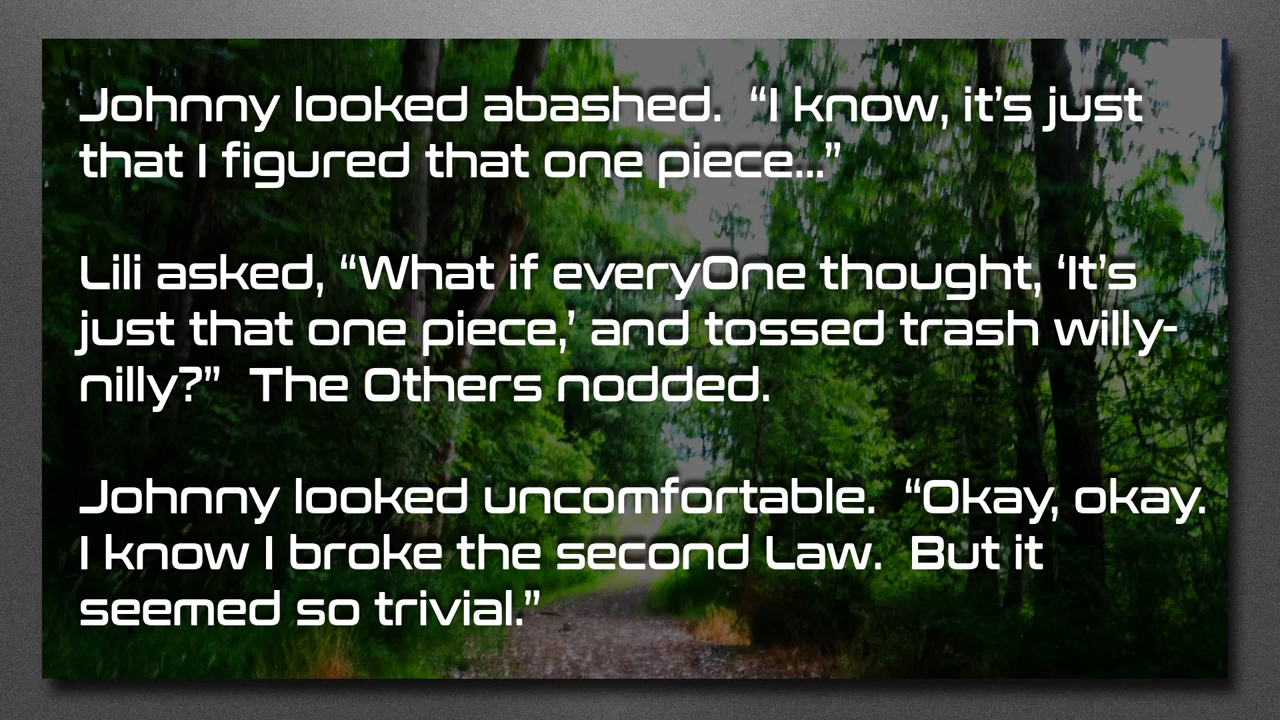 Johnny looked abashed.  “I know, it’s just
that I figured that one piece...”
Lili asked, “What if everyOne thought, ‘It’s
just that one piece,’ and tossed trash willy-
nilly?”  The Others nodded.
Johnny looked uncomfortable.  “Okay, okay.
I know I broke the second Law.  But it
seemed so trivial.”